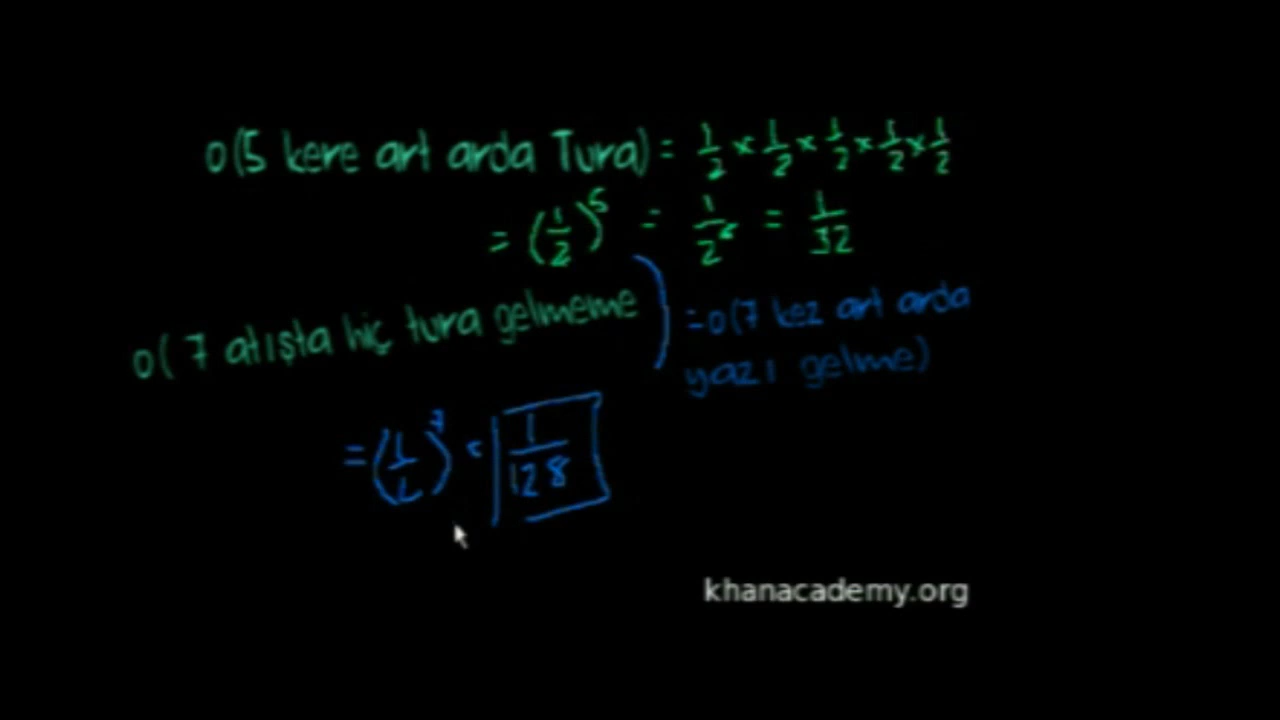 o(5 kere art arda Tura) = 1/2 × 1/2 × 1/2 × 1/2 × 1/2
= (1/2)^5 = 1/2^5 = 1/32
o( 7 atışta hiç tura gelmeme) = o(7 kez art arda
yazı gelme)
= (1/2)^7 = 1/128
khanacademy.org